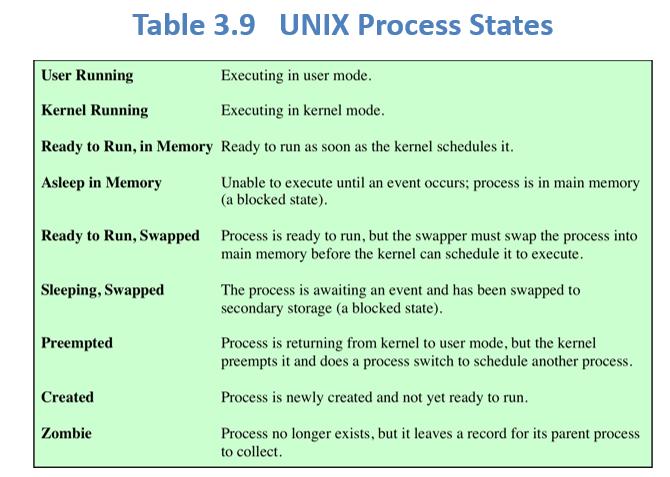 Table 3.9 UNIX Process States
User Running Executing in user mode.
Kernel Running Executing in kernel mode.
Ready to Run, in Memory Ready to run as soon as the kernel schedules it.
Asleep in Memory Unable to execute until an event occurs; process is in main memory
(a blocked state).
Ready to Run, Swapped Process is ready to run, but the swapper must swap the process into
main memory before the kernel can schedule it to execute.
Sleeping, Swapped The process is awaiting an event and has been swapped to
secondary storage (a blocked state).
Preempted Process is returning from kernel to user mode, but the kernel
preempts it and does a process switch to schedule another process.
Created Process is newly created and not yet ready to run.
Zombie Process no longer exists, but it leaves a record for its parent process
to collect.